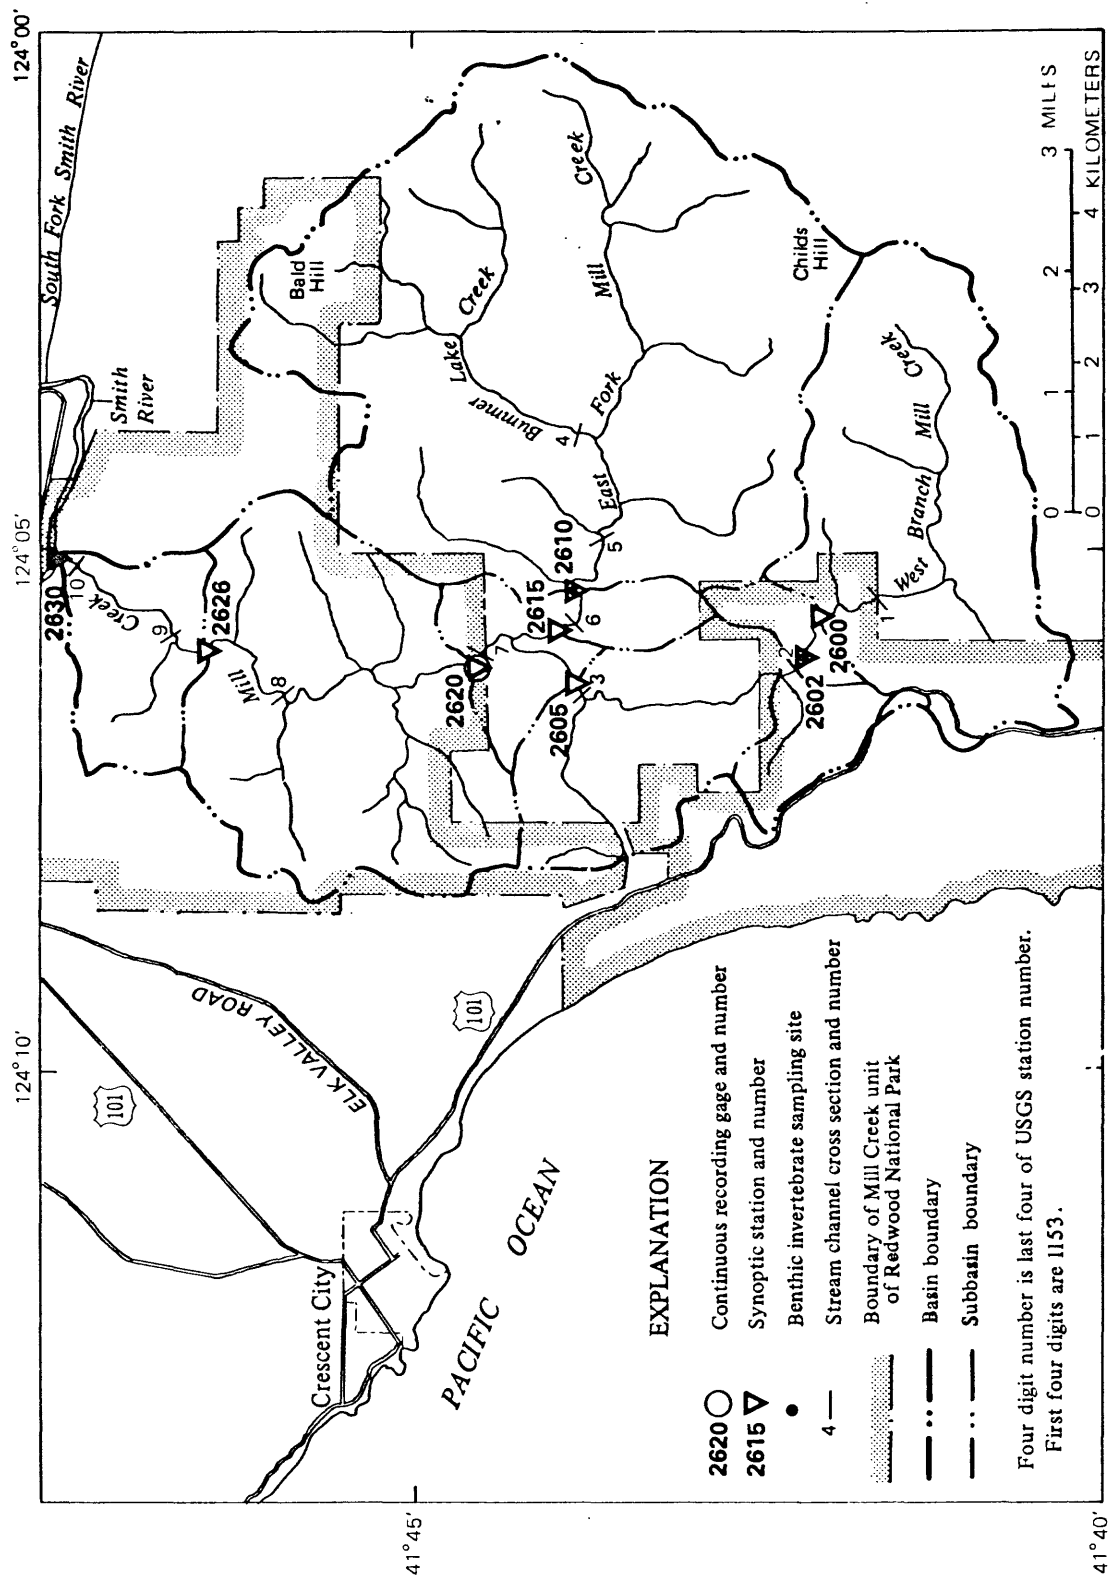 124°10'
124°05'
124°00'
41°45'
41°40'
South Fork Smith River
Smith
River
101
101
ELK VALLEY ROAD
Crescent City
PACIFIC OCEAN
2630
10
Creek
9
2626
Mill
8
2620
7
2615
2610
6
2605
3
5
4
2
2602
2600
1
Bald
Hill
Bummer Lake Creek
East Fork Mill Creek
Childs
Hill
West Branch Mill Creek
EXPLANATION
2620 Continuous recording gage and number
2615 Synoptic station and number
Benthic invertebrate sampling site
4 Stream channel cross section and number
Boundary of Mill Creek unit
of Redwood National Park
Basin boundary
Subbasin boundary
Four digit number is last four of USGS station number.
First four digits are 1153.
0 1 2 3 MILES
0 1 2 3 4 KILOMETERS